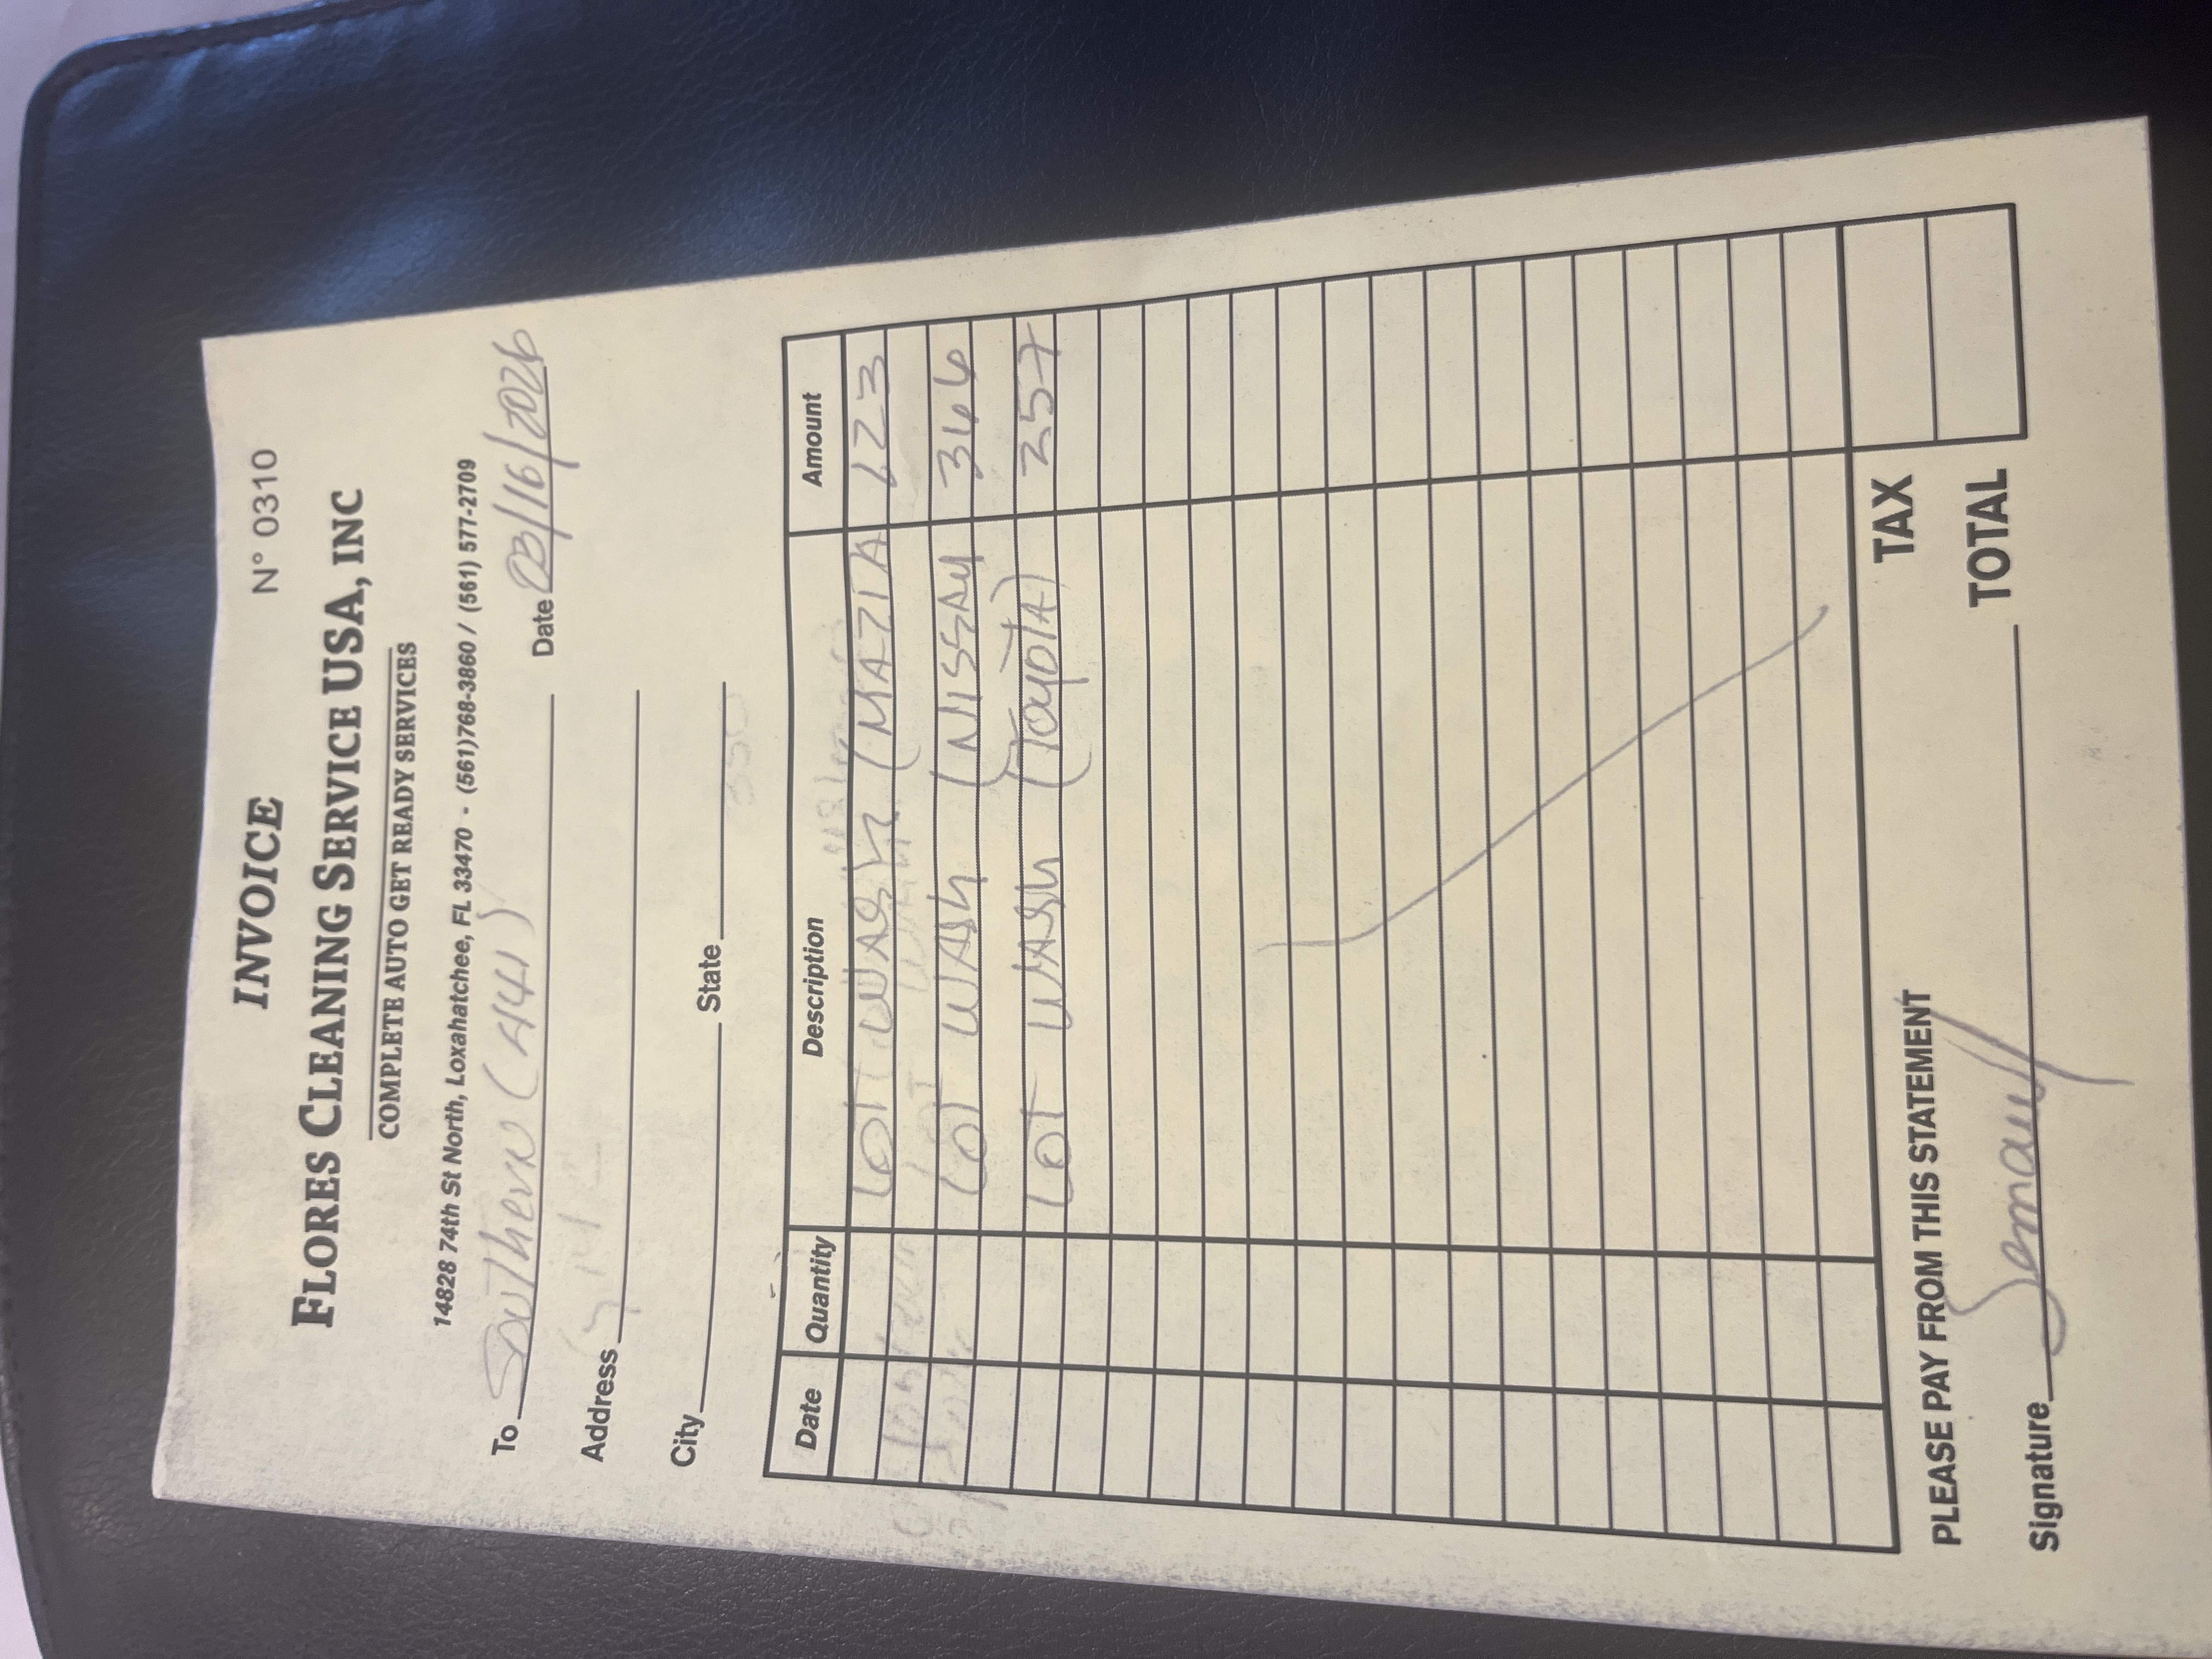 INVOICE N° 0310
FLORES CLEANING SERVICE USA, INC
COMPLETE AUTO GET READY SERVICES
14828 74th St North, Loxahatchee, FL 33470 - (561)768-3860 / (561) 577-2709
To Southern (441) Date 03/16/2026
Address
City State
Date Quantity Description Amount
LOT WASH (MAZDA 123
LOT WASH (NISSAN 346
LOT WASH (TOYOTA) 357
TAX
PLEASE PAY FROM THIS STATEMENT
TOTAL
Signature